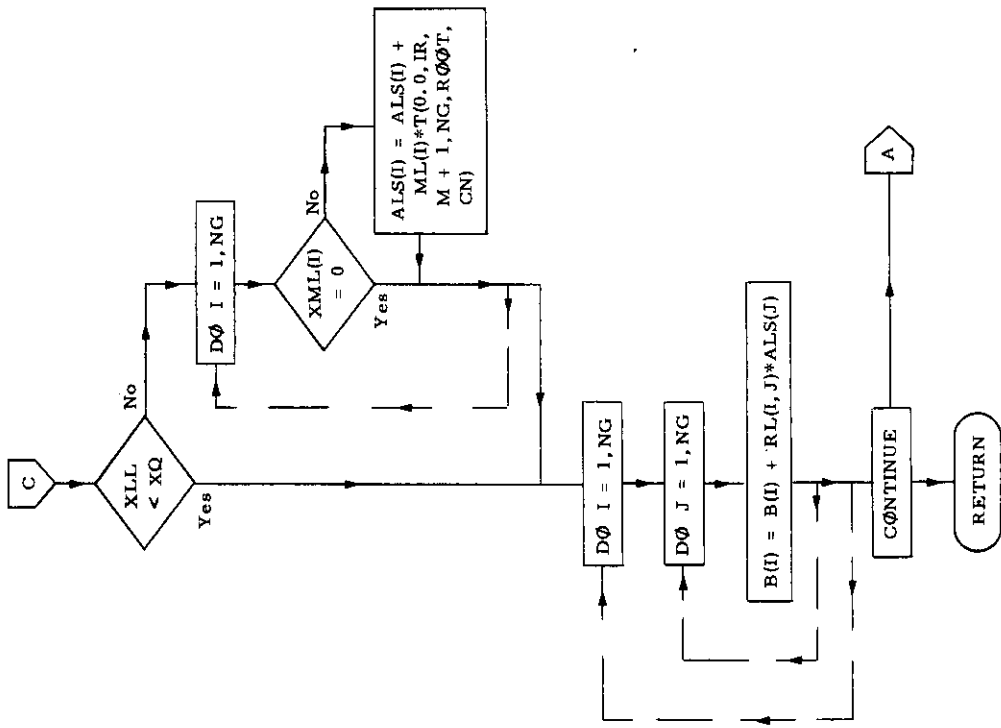 C
XLL
< XQ
No
Yes
DØ I = 1, NG
XML(I)
= 0
No
Yes
ALS(I) = ALS(I) +
ML(I)*T(0, 0, IR,
M + 1, NG, RØØT,
CN)
DØ I = 1, NG
DØ J = 1, NG
B(I) = B(I) + RL(I, J)*ALS(J)
CØNTINUE
A
RETURN